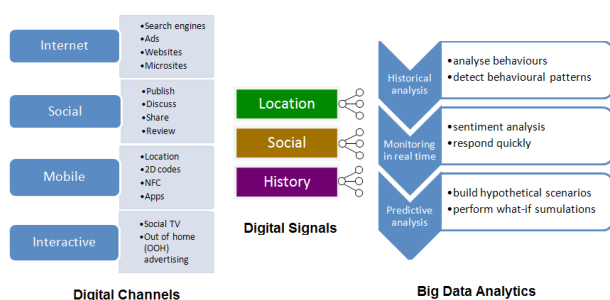 Internet
•Search engines
•Ads
•Websites
•Microsites
Social
•Publish
•Discuss
•Share
•Review
Mobile
•Location
•2D codes
•NFC
•Apps
Interactive
•Social TV
•Out of home
(OOH)
advertising
Digital Channels
Location
Social
History
Digital Signals
Historical
analysis
•analyse behaviours
•detect behavioural patterns
Monitoring
in real time
•sentiment analysis
•respond quickly
Predictive
analysis
•build hypothetical scenarios
•perform what-if sumulations
Big Data Analytics